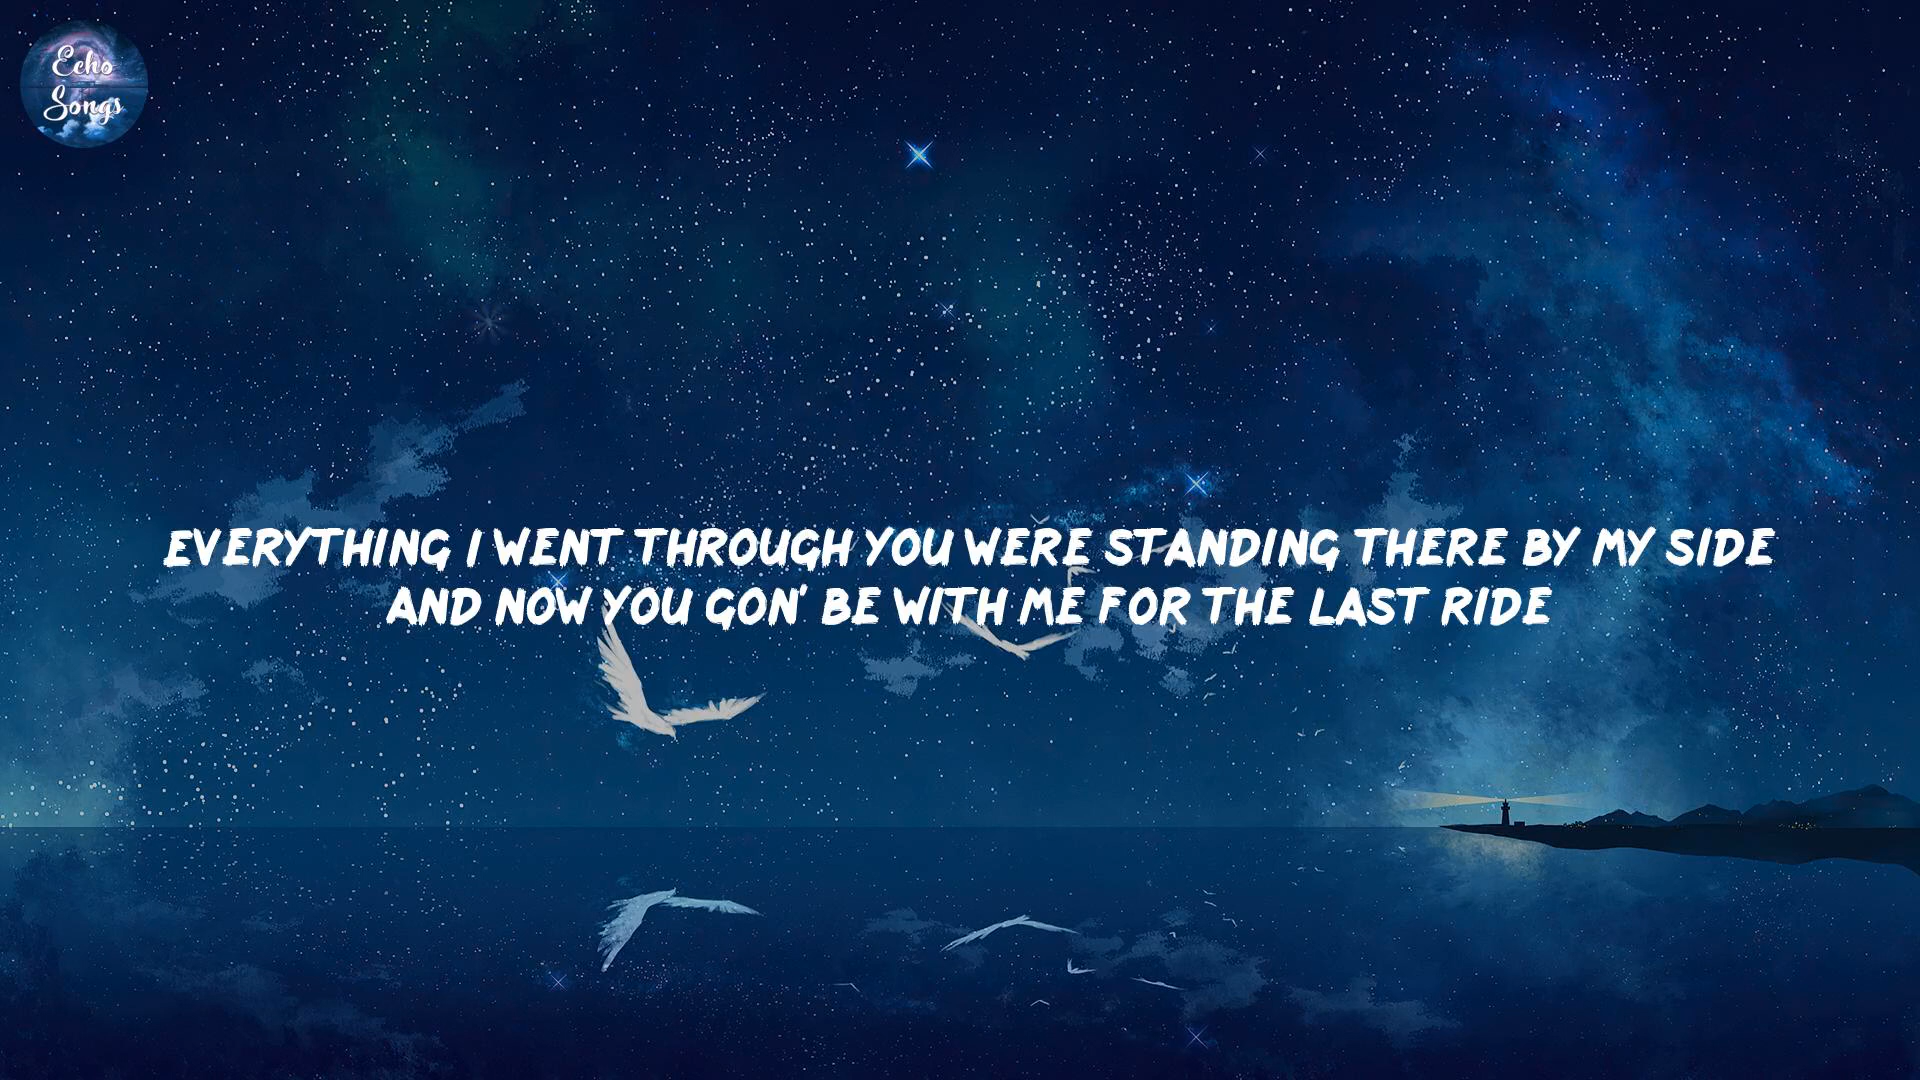 Echo
Songs
EVERYTHING I WENT THROUGH YOU WERE STANDING THERE BY MY SIDE
AND NOW YOU GON' BE WITH ME FOR THE LAST RIDE